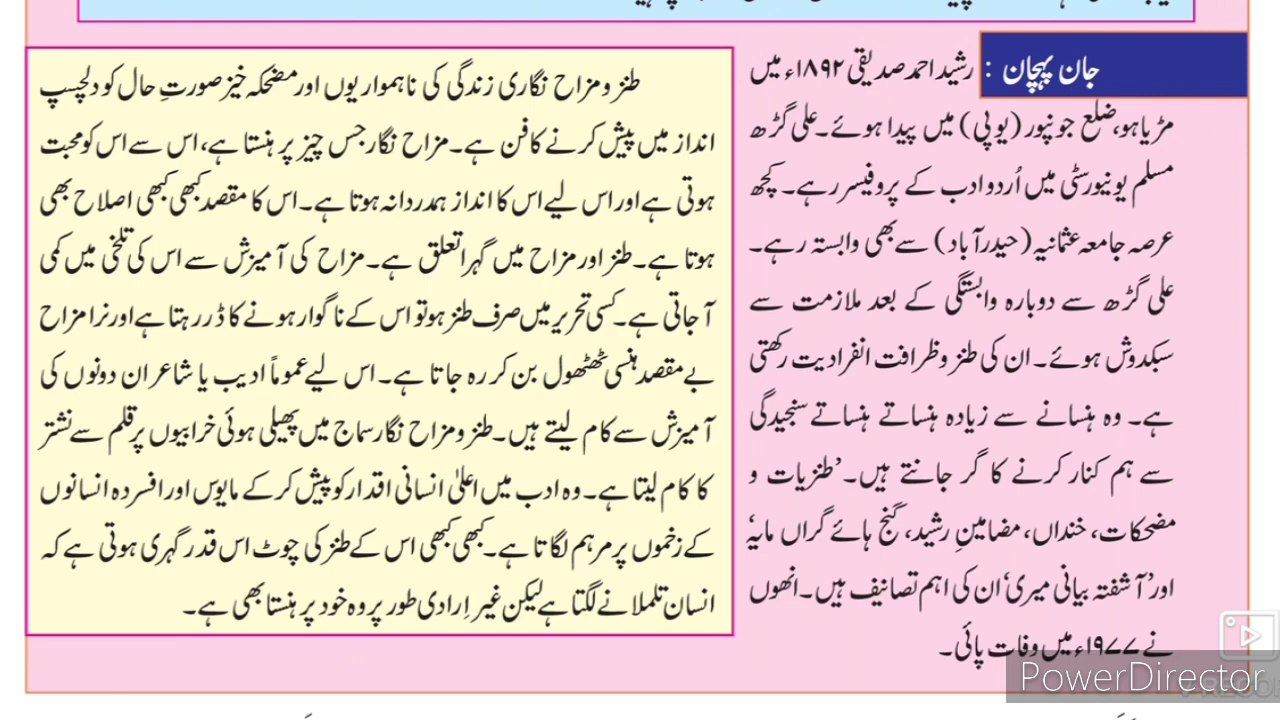 جان پہچان : رشید احمد صدیقی ۱۸۹۲ء میں
مڑیاہو، ضلع جونپور (یو پی) میں پیدا ہوئے۔ علی گڑھ
مسلم یونیورسٹی میں اُردو ادب کے پروفیسر رہے۔ کچھ
عرصہ جامعہ عثمانیہ (حیدرآباد) سے بھی وابستہ رہے۔
علی گڑھ سے دوبارہ وابستگی کے بعد ملازمت سے
سبکدوش ہوئے۔ ان کی طنز و ظرافت انفرادیت رکھتی
ہے۔ وہ ہنسانے سے زیادہ ہنساتے ہنساتے سنجیدگی
سے ہم کنار کرنے کا گر جانتے ہیں۔ 'طنزیات و
مضحکات، خنداں، مضامینِ رشید، گنج ہائے گراں مایہ'
اور 'آشفتہ بیانی میری' ان کی اہم تصانیف ہیں۔ انھوں
نے ۱۹۷۷ء میں وفات پائی۔
طنز و مزاح نگاری زندگی کی ناہمواریوں اور مضحکہ خیز صورتِ حال کو دلچسپ
انداز میں پیش کرنے کا فن ہے۔ مزاح نگار جس چیز پر ہنستا ہے، اس سے اس کو محبت
ہوتی ہے اور اس لیے اس کا انداز ہمدردانہ ہوتا ہے۔ اس کا مقصد کبھی کبھی اصلاح بھی
ہوتا ہے۔ طنز اور مزاح میں گہرا تعلق ہے۔ مزاح کی آمیزش سے اس کی تلخی میں کمی
آ جاتی ہے۔ کسی تحریر میں صرف طنز ہو تو اس کے ناگوار ہونے کا ڈر رہتا ہے اور نرا مزاح
بے مقصد ہنسی ٹھٹھول بن کر رہ جاتا ہے۔ اس لیے عموماً ادیب یا شاعر ان دونوں کی
آمیزش سے کام لیتے ہیں۔ طنز و مزاح نگار سماج میں پھیلی ہوئی خرابیوں پر قلم سے نشتر
کا کام لیتا ہے۔ وہ ادب میں اعلیٰ انسانی اقدار کو پیش کر کے مایوس اور افسردہ انسانوں
کے زخموں پر مرہم لگاتا ہے۔ کبھی کبھی اس کے طنز کی چوٹ اس قدر گہری ہوتی ہے کہ
انسان تلملانے لگتا ہے لیکن غیر اِرادی طور پر وہ خود پر ہنستا بھی ہے۔
PowerDirector